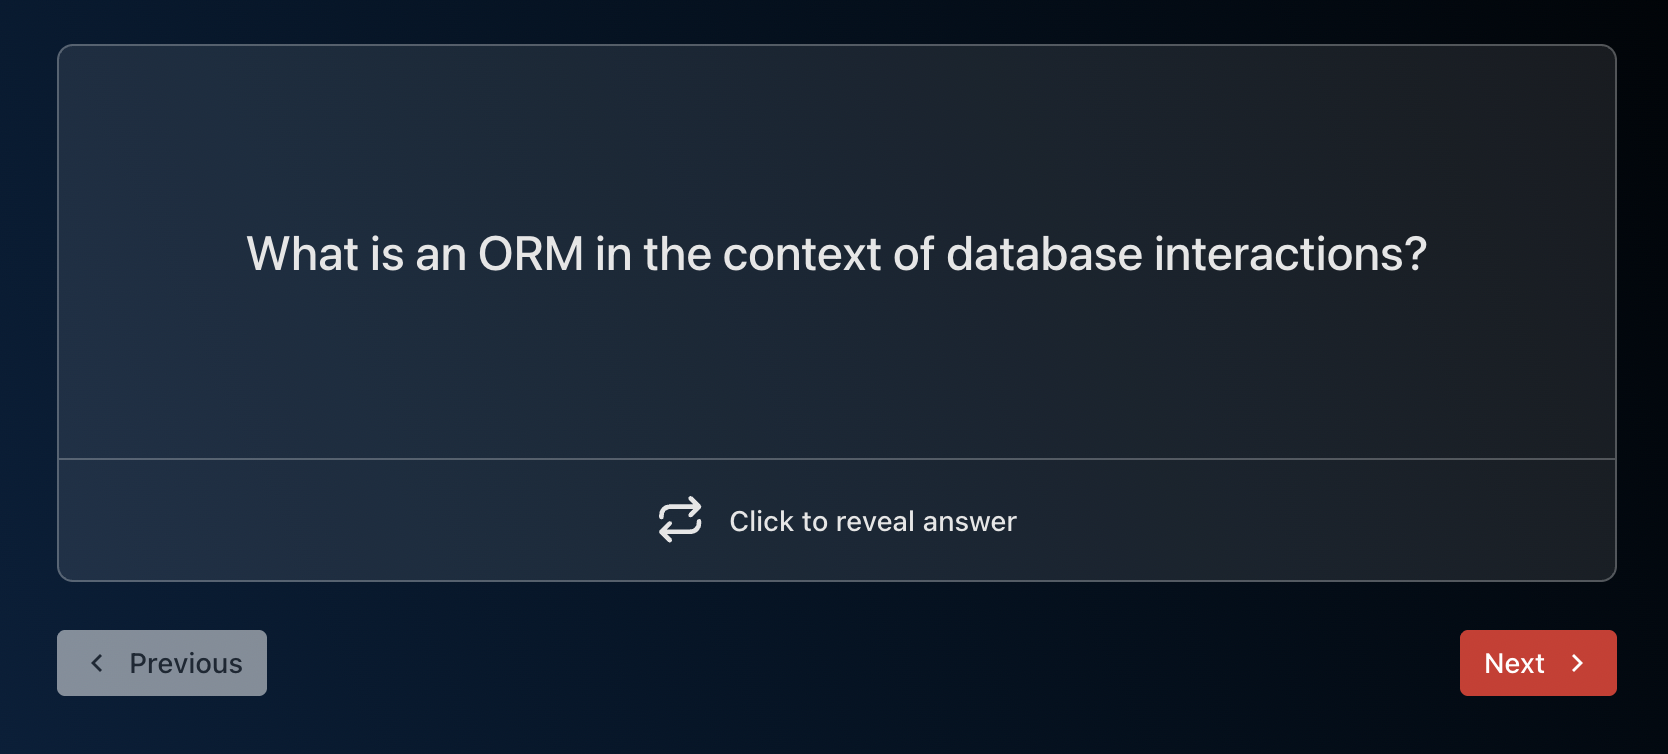 What is an ORM in the context of database interactions?
Click to reveal answer
Previous
Next